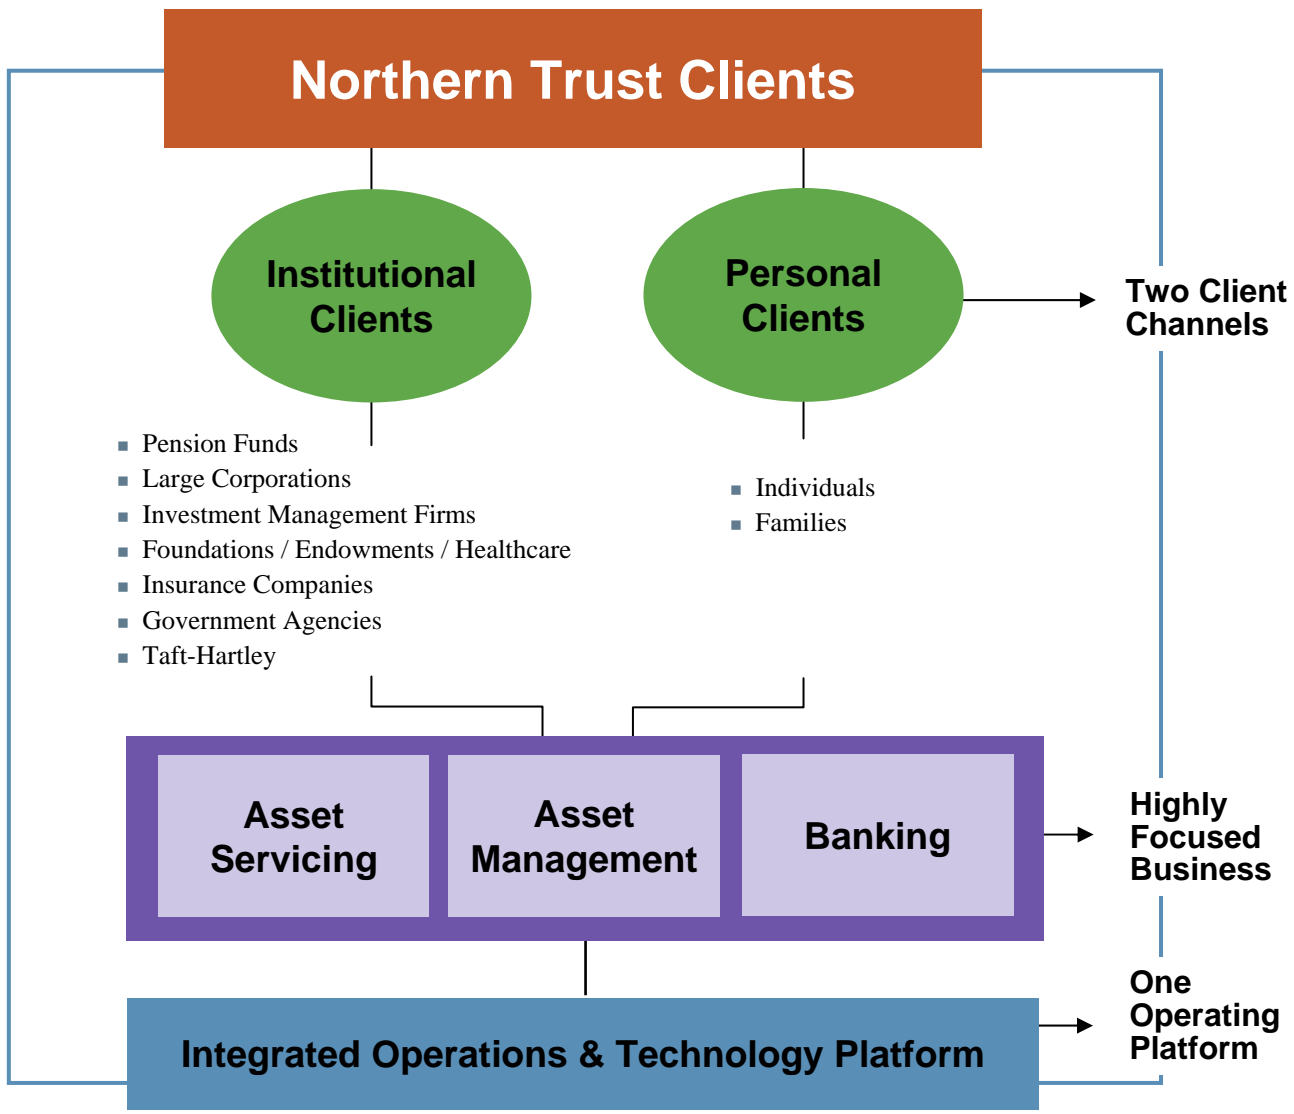 Northern Trust Clients
Institutional
Clients
Personal
Clients
Two Client
Channels
Pension Funds
Large Corporations
Investment Management Firms
Foundations / Endowments / Healthcare
Insurance Companies
Government Agencies
Taft-Hartley
Individuals
Families
Asset
Servicing
Asset
Management
Banking
Highly
Focused
Business
Integrated Operations & Technology Platform
One
Operating
Platform